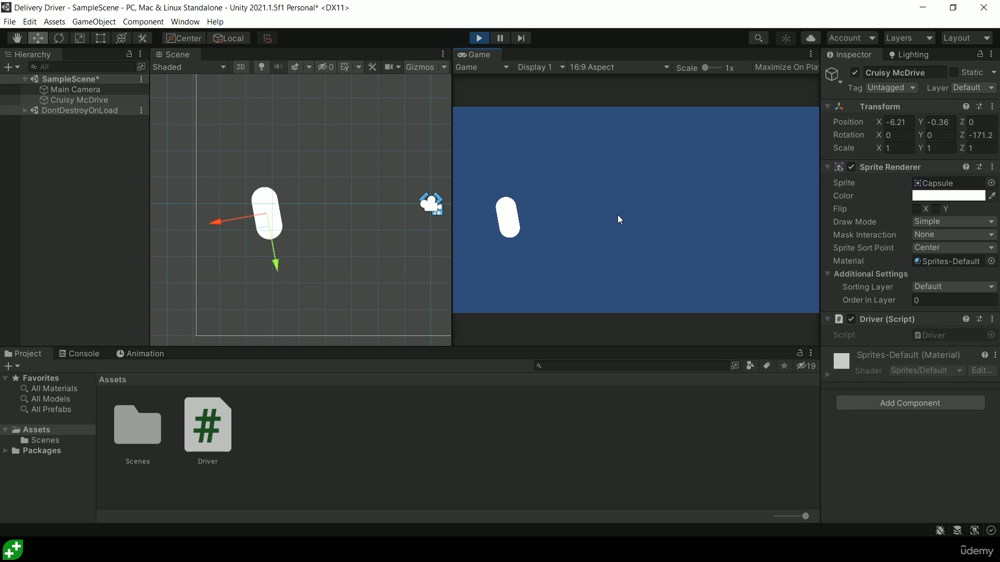 Delivery Driver - SampleScene - PC, Mac & Linux Standalone - Unity 2021.1.5f1 Personal* <DX11>
File Edit Assets GameObject Component Window Help
Center Local Account Layers Layout
Hierarchy
All
SampleScene*
Main Camera
Cruisy McDrive
DontDestroyOnLoad
Scene
Shaded 2D 0 Gizmos
Game
Game Display 1 16:9 Aspect Scale 1x Maximize On Pla
Inspector Lighting
Cruisy McDrive Static
Tag Untagged Layer Default
Transform
Position X -6.21 Y -0.36 Z 0
Rotation X 0 Y 0 Z -171.2
Scale X 1 Y 1 Z 1
Sprite Renderer
Sprite Capsule
Color
Flip X Y
Draw Mode Simple
Mask Interaction None
Sprite Sort Point Center
Material Sprites-Default
Additional Settings
Sorting Layer Default
Order in Layer 0
# Driver (Script)
Script Driver
Sprites-Default (Material)
Shader Sprites/Default Edit...
Add Component
Project Console Animation
19
Favorites
All Materials
All Models
All Prefabs
Assets
Scenes
Packages
Assets
#
Scenes Driver
ûdemy